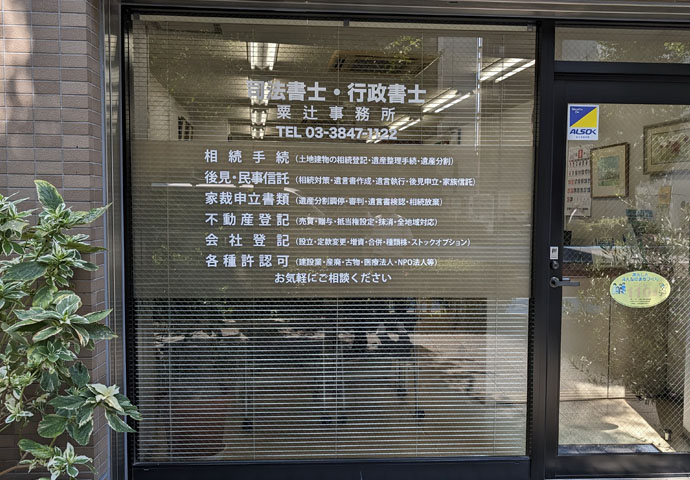 司法書士・行政書士
粟辻事務所
TEL 03-3847-1122
相続手続(土地建物の相続登記・遺産整理手続・遺産分割)
後見・民事信託(相続対策・遺言書作成・遺言執行・後見申立・家族信託)
家裁申立書類(遺産分割調停・審判・遺言書検認・相続放棄)
不動産登記(売買・贈与・抵当権設定・抹消・全地域対応)
会社登記(設立・定款変更・増資・合併・種類株・ストックオプション)
各種許認可(建設業・産廃・古物・医療法人・NPO法人等)
お気軽にご相談ください
ALSOK